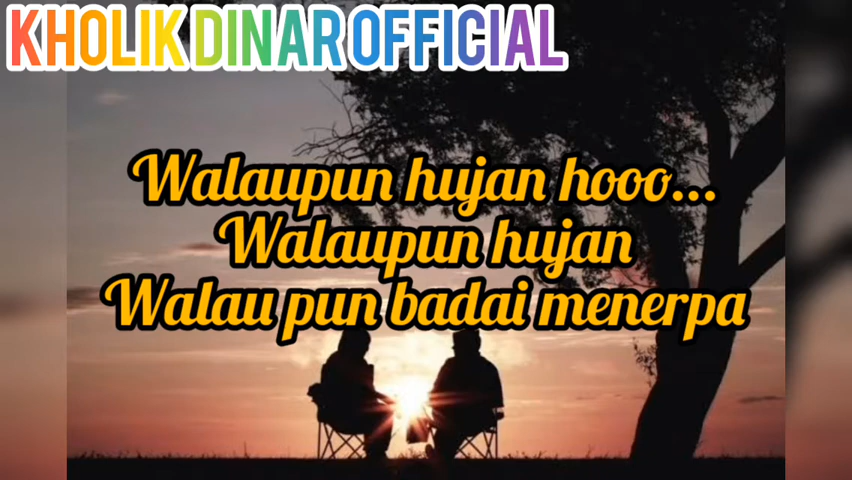 KHOLIK DINAR OFFICIAL
Walaupun hujan hooo...
Walaupun hujan
Walau pun badai menerpa